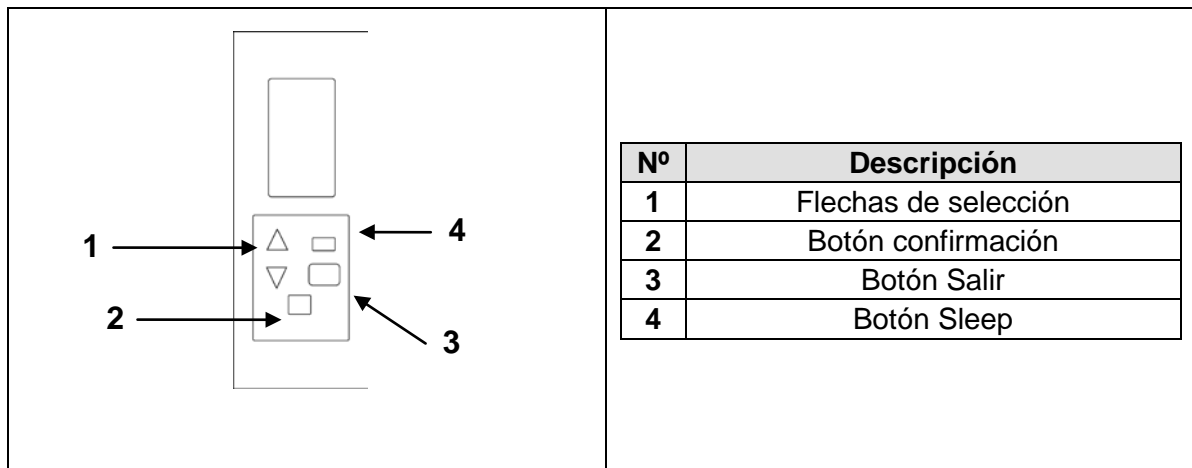 1
4
2
3
Nº Descripción
1 Flechas de selección
2 Botón confirmación
3 Botón Salir
4 Botón Sleep